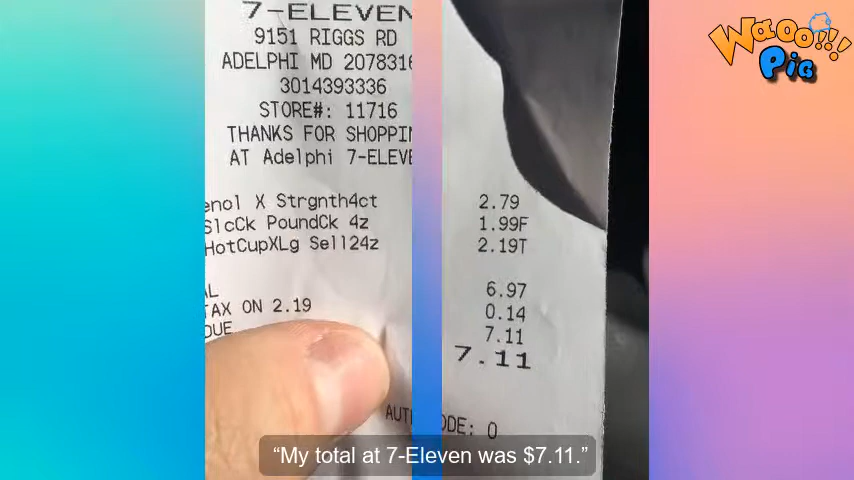 7-ELEVEN
9151 RIGGS RD
ADELPHI MD 2078316
3014393336
STORE#: 11716
THANKS FOR SHOPPIN
AT Adelphi 7-ELEVE
enol X Strgnth4ct 2.79
SlcCk PoundCk 4z 1.99F
HotCupXLg Sell24z 2.19T
AL 6.97
TAX ON 2.19 0.14
DUE 7.11
7.11
AUTH ODE: 0
“My total at 7-Eleven was $7.11.”
Waoo!!!
Pig